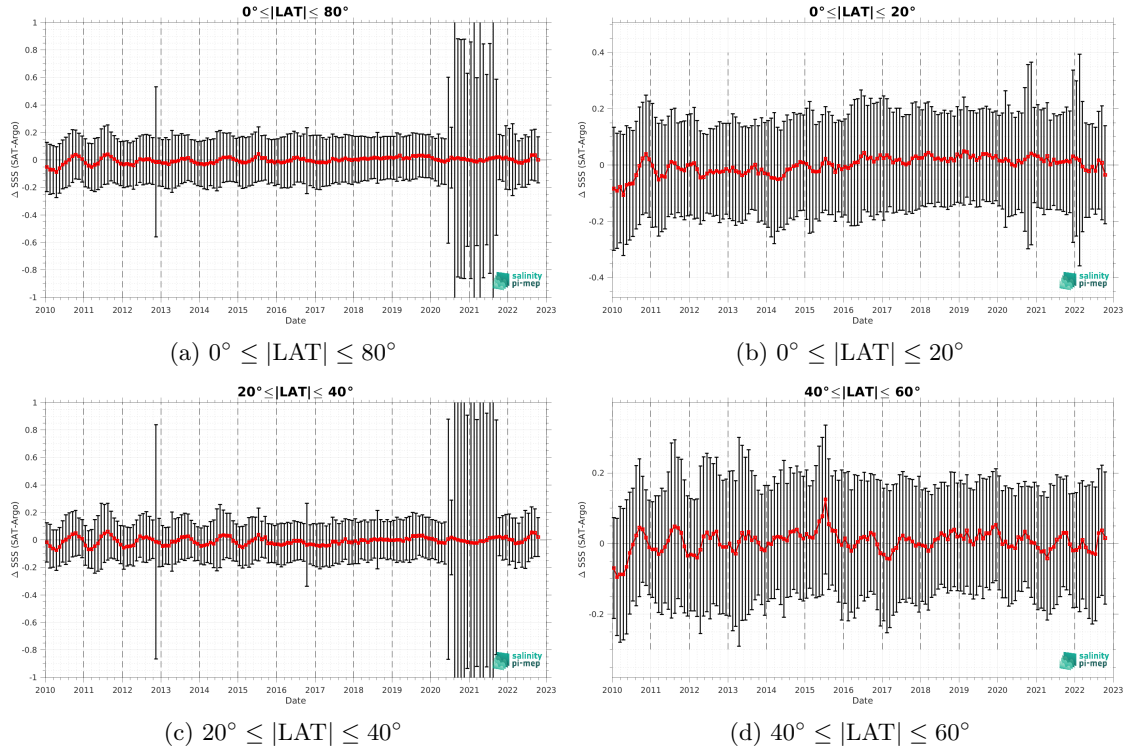 0°≤|LAT|≤ 80°
Δ SSS (SAT-Argo)
1
0.8
0.6
0.4
0.2
0
-0.2
-0.4
-0.6
-0.8
-1
2010 2011 2012 2013 2014 2015 2016 2017 2018 2019 2020 2021 2022 2023
Date
salinity
pi-mep
(a) 0° ≤ |LAT| ≤ 80°
0°≤|LAT|≤ 20°
Δ SSS (SAT-Argo)
0.4
0.2
0
-0.2
-0.4
2010 2011 2012 2013 2014 2015 2016 2017 2018 2019 2020 2021 2022 2023
Date
salinity
pi-mep
(b) 0° ≤ |LAT| ≤ 20°
20°≤|LAT|≤ 40°
Δ SSS (SAT-Argo)
1
0.8
0.6
0.4
0.2
0
-0.2
-0.4
-0.6
-0.8
-1
2010 2011 2012 2013 2014 2015 2016 2017 2018 2019 2020 2021 2022 2023
Date
salinity
pi-mep
(c) 20° ≤ |LAT| ≤ 40°
40°≤|LAT|≤ 60°
Δ SSS (SAT-Argo)
0.2
0
-0.2
2010 2011 2012 2013 2014 2015 2016 2017 2018 2019 2020 2021 2022 2023
Date
salinity
pi-mep
(d) 40° ≤ |LAT| ≤ 60°